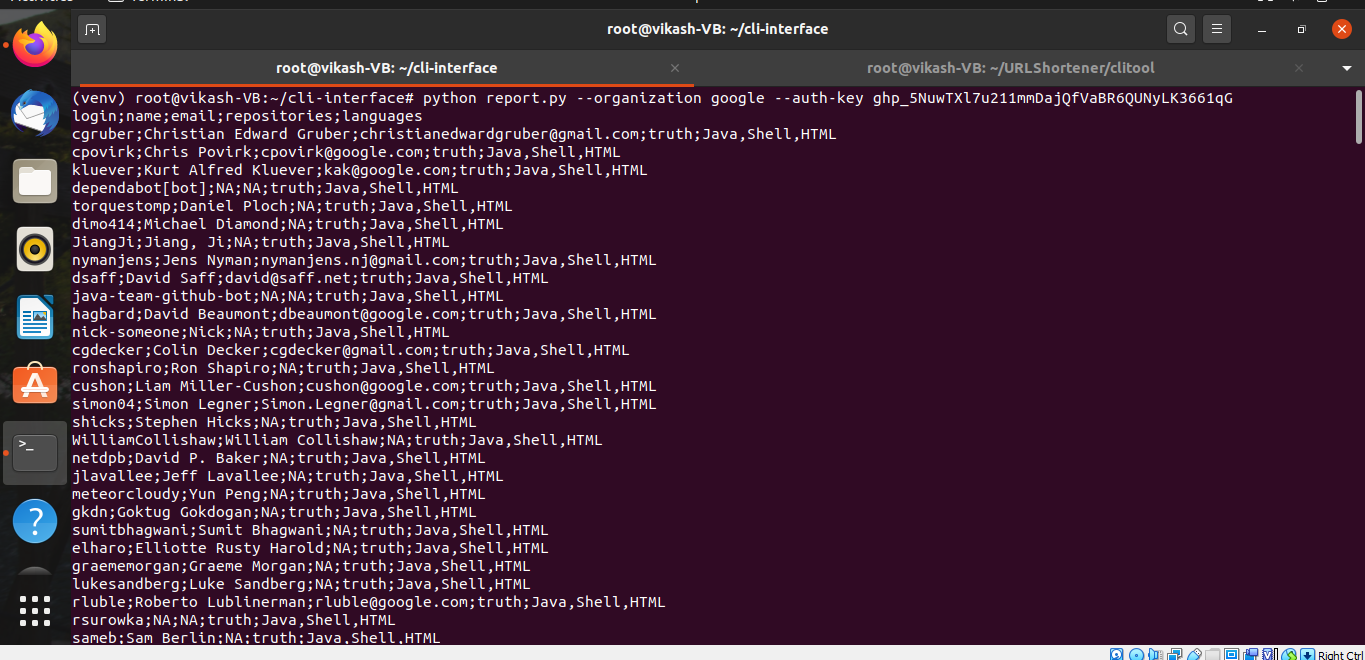 root@vikash-VB: ~/cli-interface
root@vikash-VB: ~/cli-interface
root@vikash-VB: ~/URLShortener/clitool
(venv) root@vikash-VB:~/cli-interface# python report.py --organization google --auth-key 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
login;name;email;repositories;languages
cgruber;Christian Edward Gruber;christianedwardgruber@gmail.com;truth;Java,Shell,HTML
cpovirk;Chris Povirk;cpovirk@google.com;truth;Java,Shell,HTML
kluever;Kurt Alfred Kluever;kak@google.com;truth;Java,Shell,HTML
dependabot[bot];NA;NA;truth;Java,Shell,HTML
torquestomp;Daniel Ploch;NA;truth;Java,Shell,HTML
dimo414;Michael Diamond;NA;truth;Java,Shell,HTML
JiangJi;Jiang, Ji;NA;truth;Java,Shell,HTML
nymanjens;Jens Nyman;nymanjens.nj@gmail.com;truth;Java,Shell,HTML
dsaff;David Saff;david@saff.net;truth;Java,Shell,HTML
java-team-github-bot;NA;NA;truth;Java,Shell,HTML
hagbard;David Beaumont;dbeaumont@google.com;truth;Java,Shell,HTML
nick-someone;Nick;NA;truth;Java,Shell,HTML
cgdecker;Colin Decker;cgdecker@gmail.com;truth;Java,Shell,HTML
ronshapiro;Ron Shapiro;NA;truth;Java,Shell,HTML
cushon;Liam Miller-Cushon;cushon@google.com;truth;Java,Shell,HTML
simon04;Simon Legner;Simon.Legner@gmail.com;truth;Java,Shell,HTML
shicks;Stephen Hicks;NA;truth;Java,Shell,HTML
WilliamCollishaw;William Collishaw;NA;truth;Java,Shell,HTML
netdpb;David P. Baker;NA;truth;Java,Shell,HTML
jlavallee;Jeff Lavallee;NA;truth;Java,Shell,HTML
meteorcloudy;Yun Peng;NA;truth;Java,Shell,HTML
gkdn;Goktug Gokdogan;NA;truth;Java,Shell,HTML
sumitbhagwani;Sumit Bhagwani;NA;truth;Java,Shell,HTML
elharo;Elliotte Rusty Harold;NA;truth;Java,Shell,HTML
graememorgan;Graeme Morgan;NA;truth;Java,Shell,HTML
lukesandberg;Luke Sandberg;NA;truth;Java,Shell,HTML
rluble;Roberto Lublinerman;rluble@google.com;truth;Java,Shell,HTML
rsurowka;NA;NA;truth;Java,Shell,HTML
sameb;Sam Berlin;NA;truth;Java,Shell,HTML
Right Ctrl